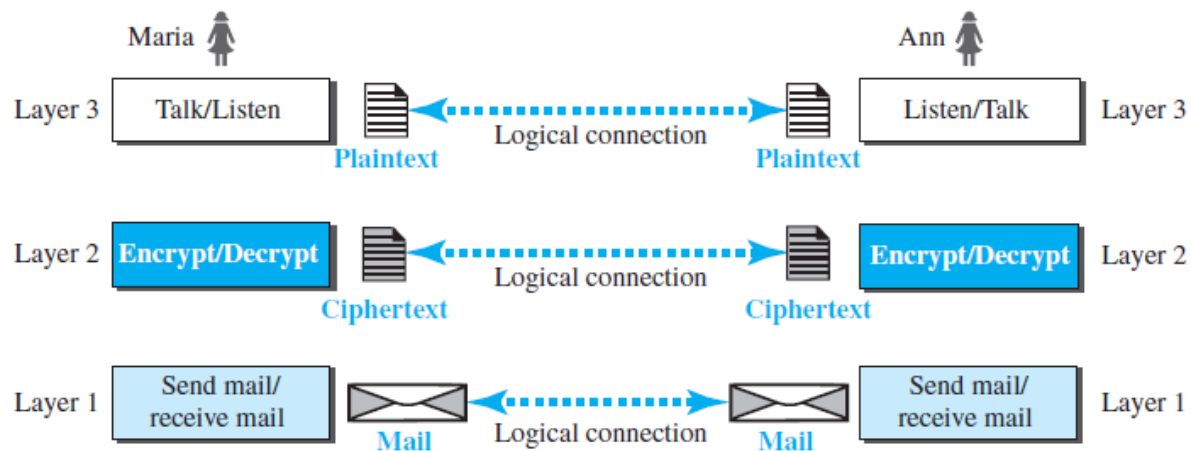 Maria
Ann
Layer 3
Talk/Listen
Logical connection
Listen/Talk
Layer 3
Plaintext
Plaintext
Layer 2
Encrypt/Decrypt
Logical connection
Encrypt/Decrypt
Layer 2
Ciphertext
Ciphertext
Layer 1
Send mail/
receive mail
Logical connection
Send mail/
receive mail
Layer 1
Mail
Mail